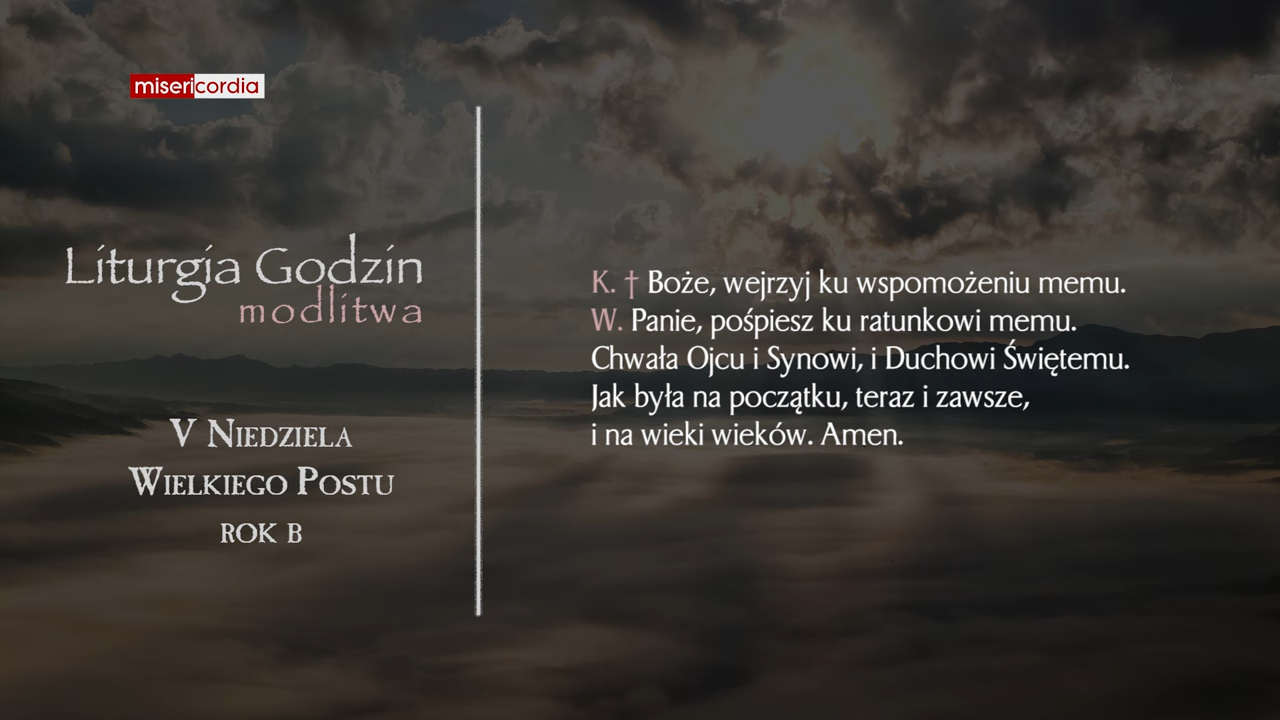 misericordia
Liturgia Godzin
modlitwa
V Niedziela
Wielkiego Postu
rok B
K. † Boże, wejrzyj ku wspomożeniu memu.
W. Panie, pośpiesz ku ratunkowi memu.
Chwała Ojcu i Synowi, i Duchowi Świętemu.
Jak była na początku, teraz i zawsze,
i na wieki wieków. Amen.